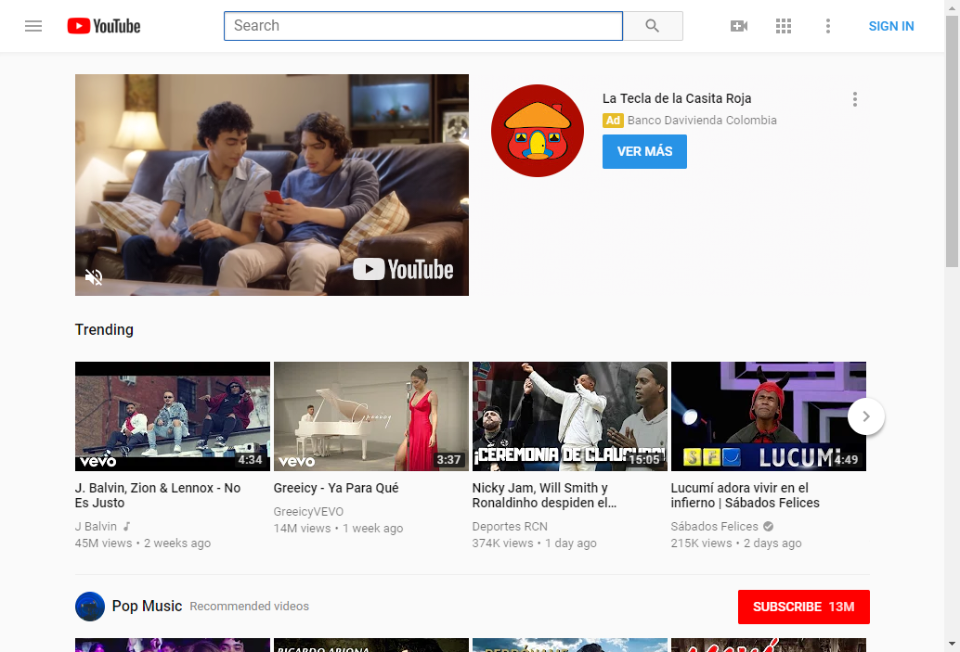 YouTube
Search
SIGN IN
La Tecla de la Casita Roja
Ad Banco Davivienda Colombia
VER MÁS
YouTube
Trending
vevo 4:34
vevo Greeicy 3:37
¡CEREMONIA DE 15:05
SFC LUCUMÍ 4:49
J. Balvin, Zion & Lennox - No
Es Justo
J Balvin
45M views • 2 weeks ago
Greeicy - Ya Para Qué
GreeicyVEVO
14M views • 1 week ago
Nicky Jam, Will Smith y
Ronaldinho despiden el...
Deportes RCN
374K views • 1 day ago
Lucumí adora vivir en el
infierno | Sábados Felices
Sábados Felices
215K views • 2 days ago
Pop Music Recommended videos
SUBSCRIBE 13M
RICARDO ARJONA